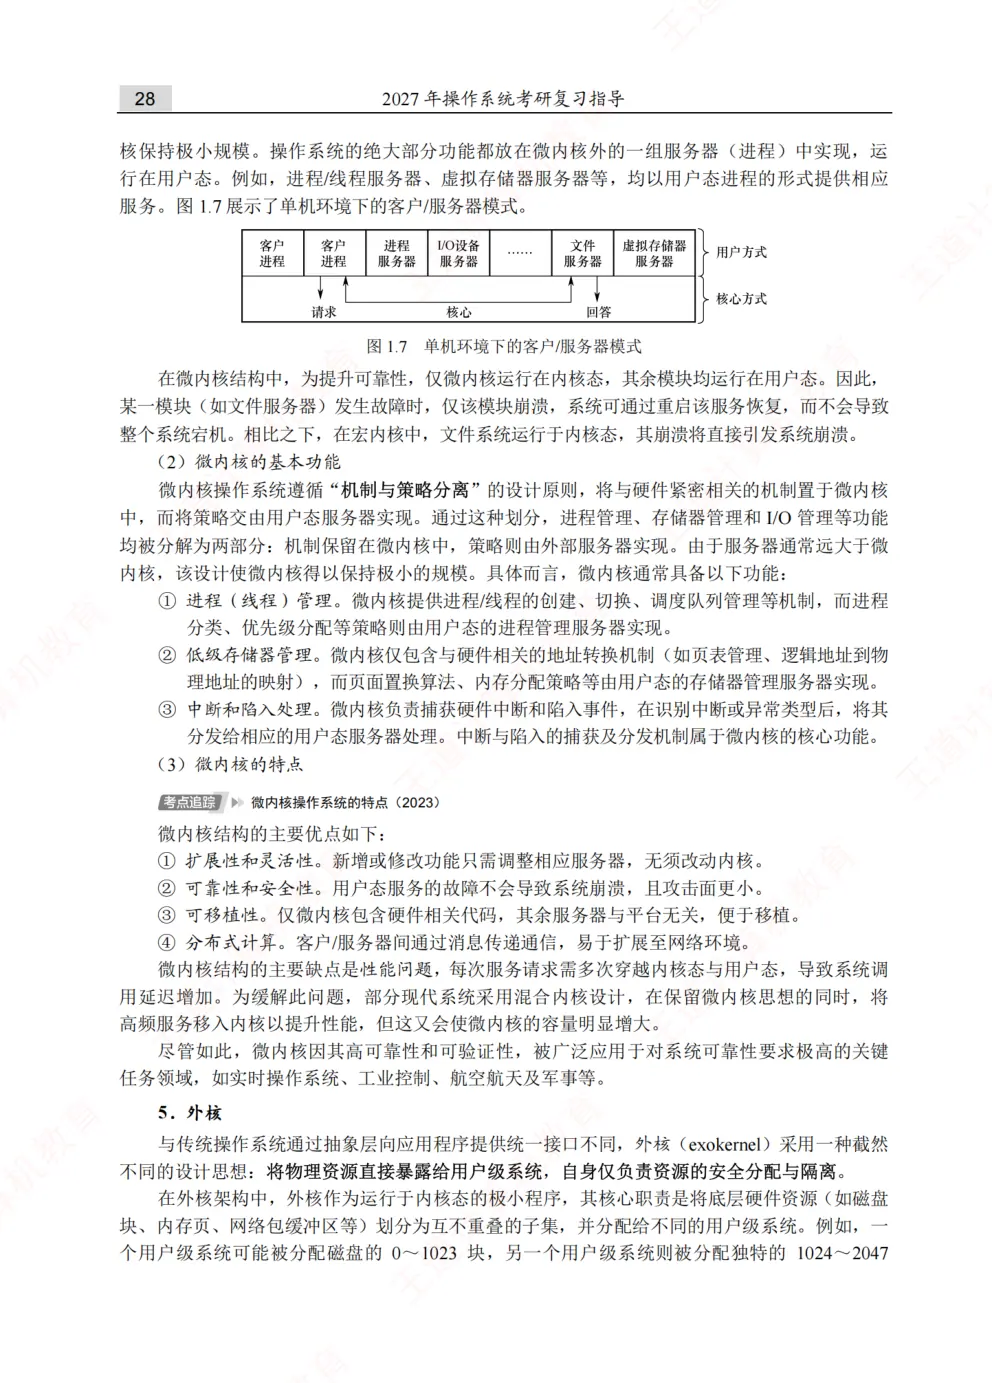 28
2027 年操作系统考研复习指导
核保持极小规模。操作系统的绝大部分功能都放在微内核外的一组服务器（进程）中实现，运
行在用户态。例如，进程/线程服务器、虚拟存储器服务器等，均以用户态进程的形式提供相应
服务。图 1.7 展示了单机环境下的客户/服务器模式。
客户 客户 进程 I/O设备 文件 虚拟存储器
进程 进程 服务器 服务器 …… 服务器 服务器
用户方式
请求 核心 回答
核心方式
图 1.7 单机环境下的客户/服务器模式
在微内核结构中，为提升可靠性，仅微内核运行在内核态，其余模块均运行在用户态。因此，
某一模块（如文件服务器）发生故障时，仅该模块崩溃，系统可通过重启该服务恢复，而不会导致
整个系统宕机。相比之下，在宏内核中，文件系统运行于内核态，其崩溃将直接引发系统崩溃。
（2）微内核的基本功能
微内核操作系统遵循“机制与策略分离”的设计原则，将与硬件紧密相关的机制置于微内核
中，而将策略交由用户态服务器实现。通过这种划分，进程管理、存储器管理和 I/O 管理等功能
均被分解为两部分：机制保留在微内核中，策略则由外部服务器实现。由于服务器通常远大于微
内核，该设计使微内核得以保持极小的规模。具体而言，微内核通常具备以下功能：
① 进程（线程）管理。微内核提供进程/线程的创建、切换、调度队列管理等机制，而进程
分类、优先级分配等策略则由用户态的进程管理服务器实现。
② 低级存储器管理。微内核仅包含与硬件相关的地址转换机制（如页表管理、逻辑地址到物
理地址的映射），而页面置换算法、内存分配策略等由用户态的存储器管理服务器实现。
③ 中断和陷入处理。微内核负责捕获硬件中断和陷入事件，在识别中断或异常类型后，将其
分发给相应的用户态服务器处理。中断与陷入的捕获及分发机制属于微内核的核心功能。
（3）微内核的特点
考点追踪 微内核操作系统的特点（2023）
微内核结构的主要优点如下：
① 扩展性和灵活性。新增或修改功能只需调整相应服务器，无须改动内核。
② 可靠性和安全性。用户态服务的故障不会导致系统崩溃，且攻击面更小。
③ 可移植性。仅微内核包含硬件相关代码，其余服务器与平台无关，便于移植。
④ 分布式计算。客户/服务器间通过消息传递通信，易于扩展至网络环境。
微内核结构的主要缺点是性能问题，每次服务请求需多次穿越内核态与用户态，导致系统调
用延迟增加。为缓解此问题，部分现代系统采用混合内核设计，在保留微内核思想的同时，将
高频服务移入内核以提升性能，但这又会使微内核的容量明显增大。
尽管如此，微内核因其高可靠性和可验证性，被广泛应用于对系统可靠性要求极高的关键
任务领域，如实时操作系统、工业控制、航空航天及军事等。
5．外核
与传统操作系统通过抽象层向应用程序提供统一接口不同，外核（exokernel）采用一种截然
不同的设计思想：将物理资源直接暴露给用户级系统，自身仅负责资源的安全分配与隔离。
在外核架构中，外核作为运行于内核态的极小程序，其核心职责是将底层硬件资源（如磁盘
块、内存页、网络包缓冲区等）划分为互不重叠的子集，并分配给不同的用户级系统。例如，一
个用户级系统可能被分配磁盘的 0～1023 块，另一个用户级系统则被分配独特的 1024～2047